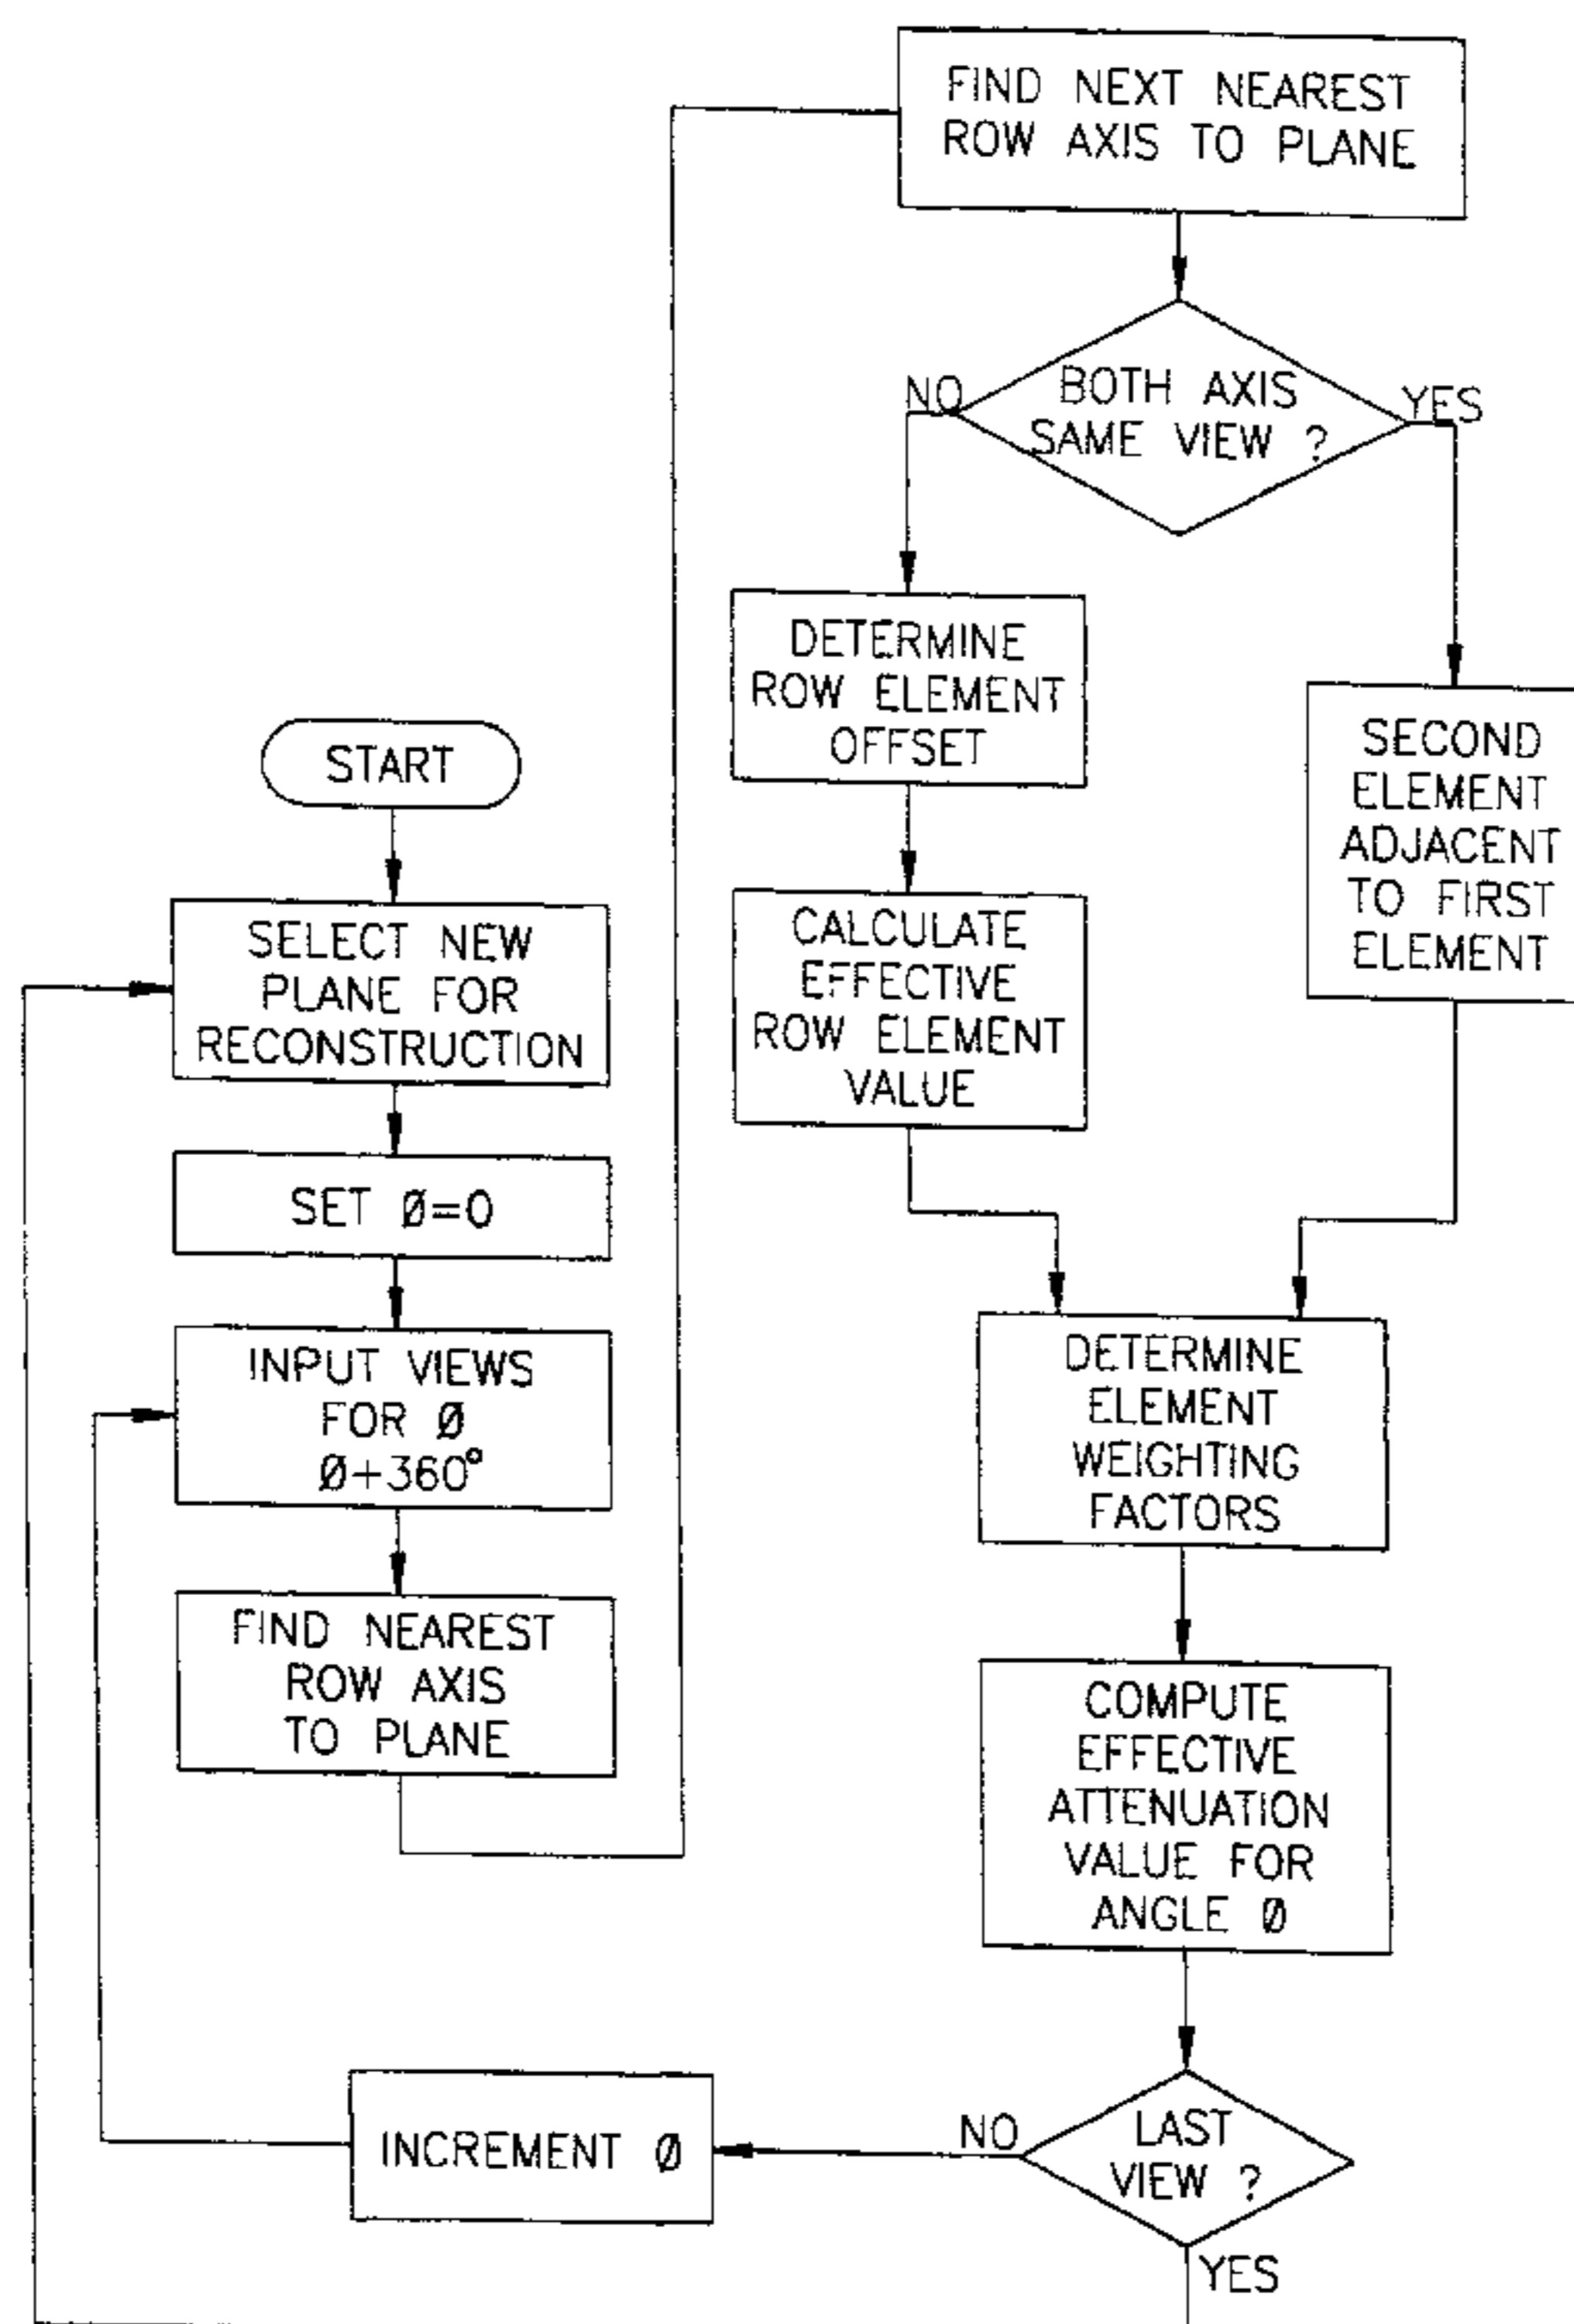 START
SELECT NEW
PLANE FOR
RECONSTRUCTION
SET Ø=0
INPUT VIEWS
FOR Ø
Ø+360°
FIND NEAREST
ROW AXIS
TO PLANE
FIND NEXT NEAREST
ROW AXIS TO PLANE
BOTH AXIS
SAME VIEW ?
NO
YES
DETERMINE
ROW ELEMENT
OFFSET
CALCULATE
EFFECTIVE
ROW ELEMENT
VALUE
SECOND
ELEMENT
ADJACENT
TO FIRST
ELEMENT
DETERMINE
ELEMENT
WEIGHTING
FACTORS
COMPUTE
EFFECTIVE
ATTENUATION
VALUE FOR
ANGLE Ø
LAST
VIEW ?
NO
YES
INCREMENT Ø